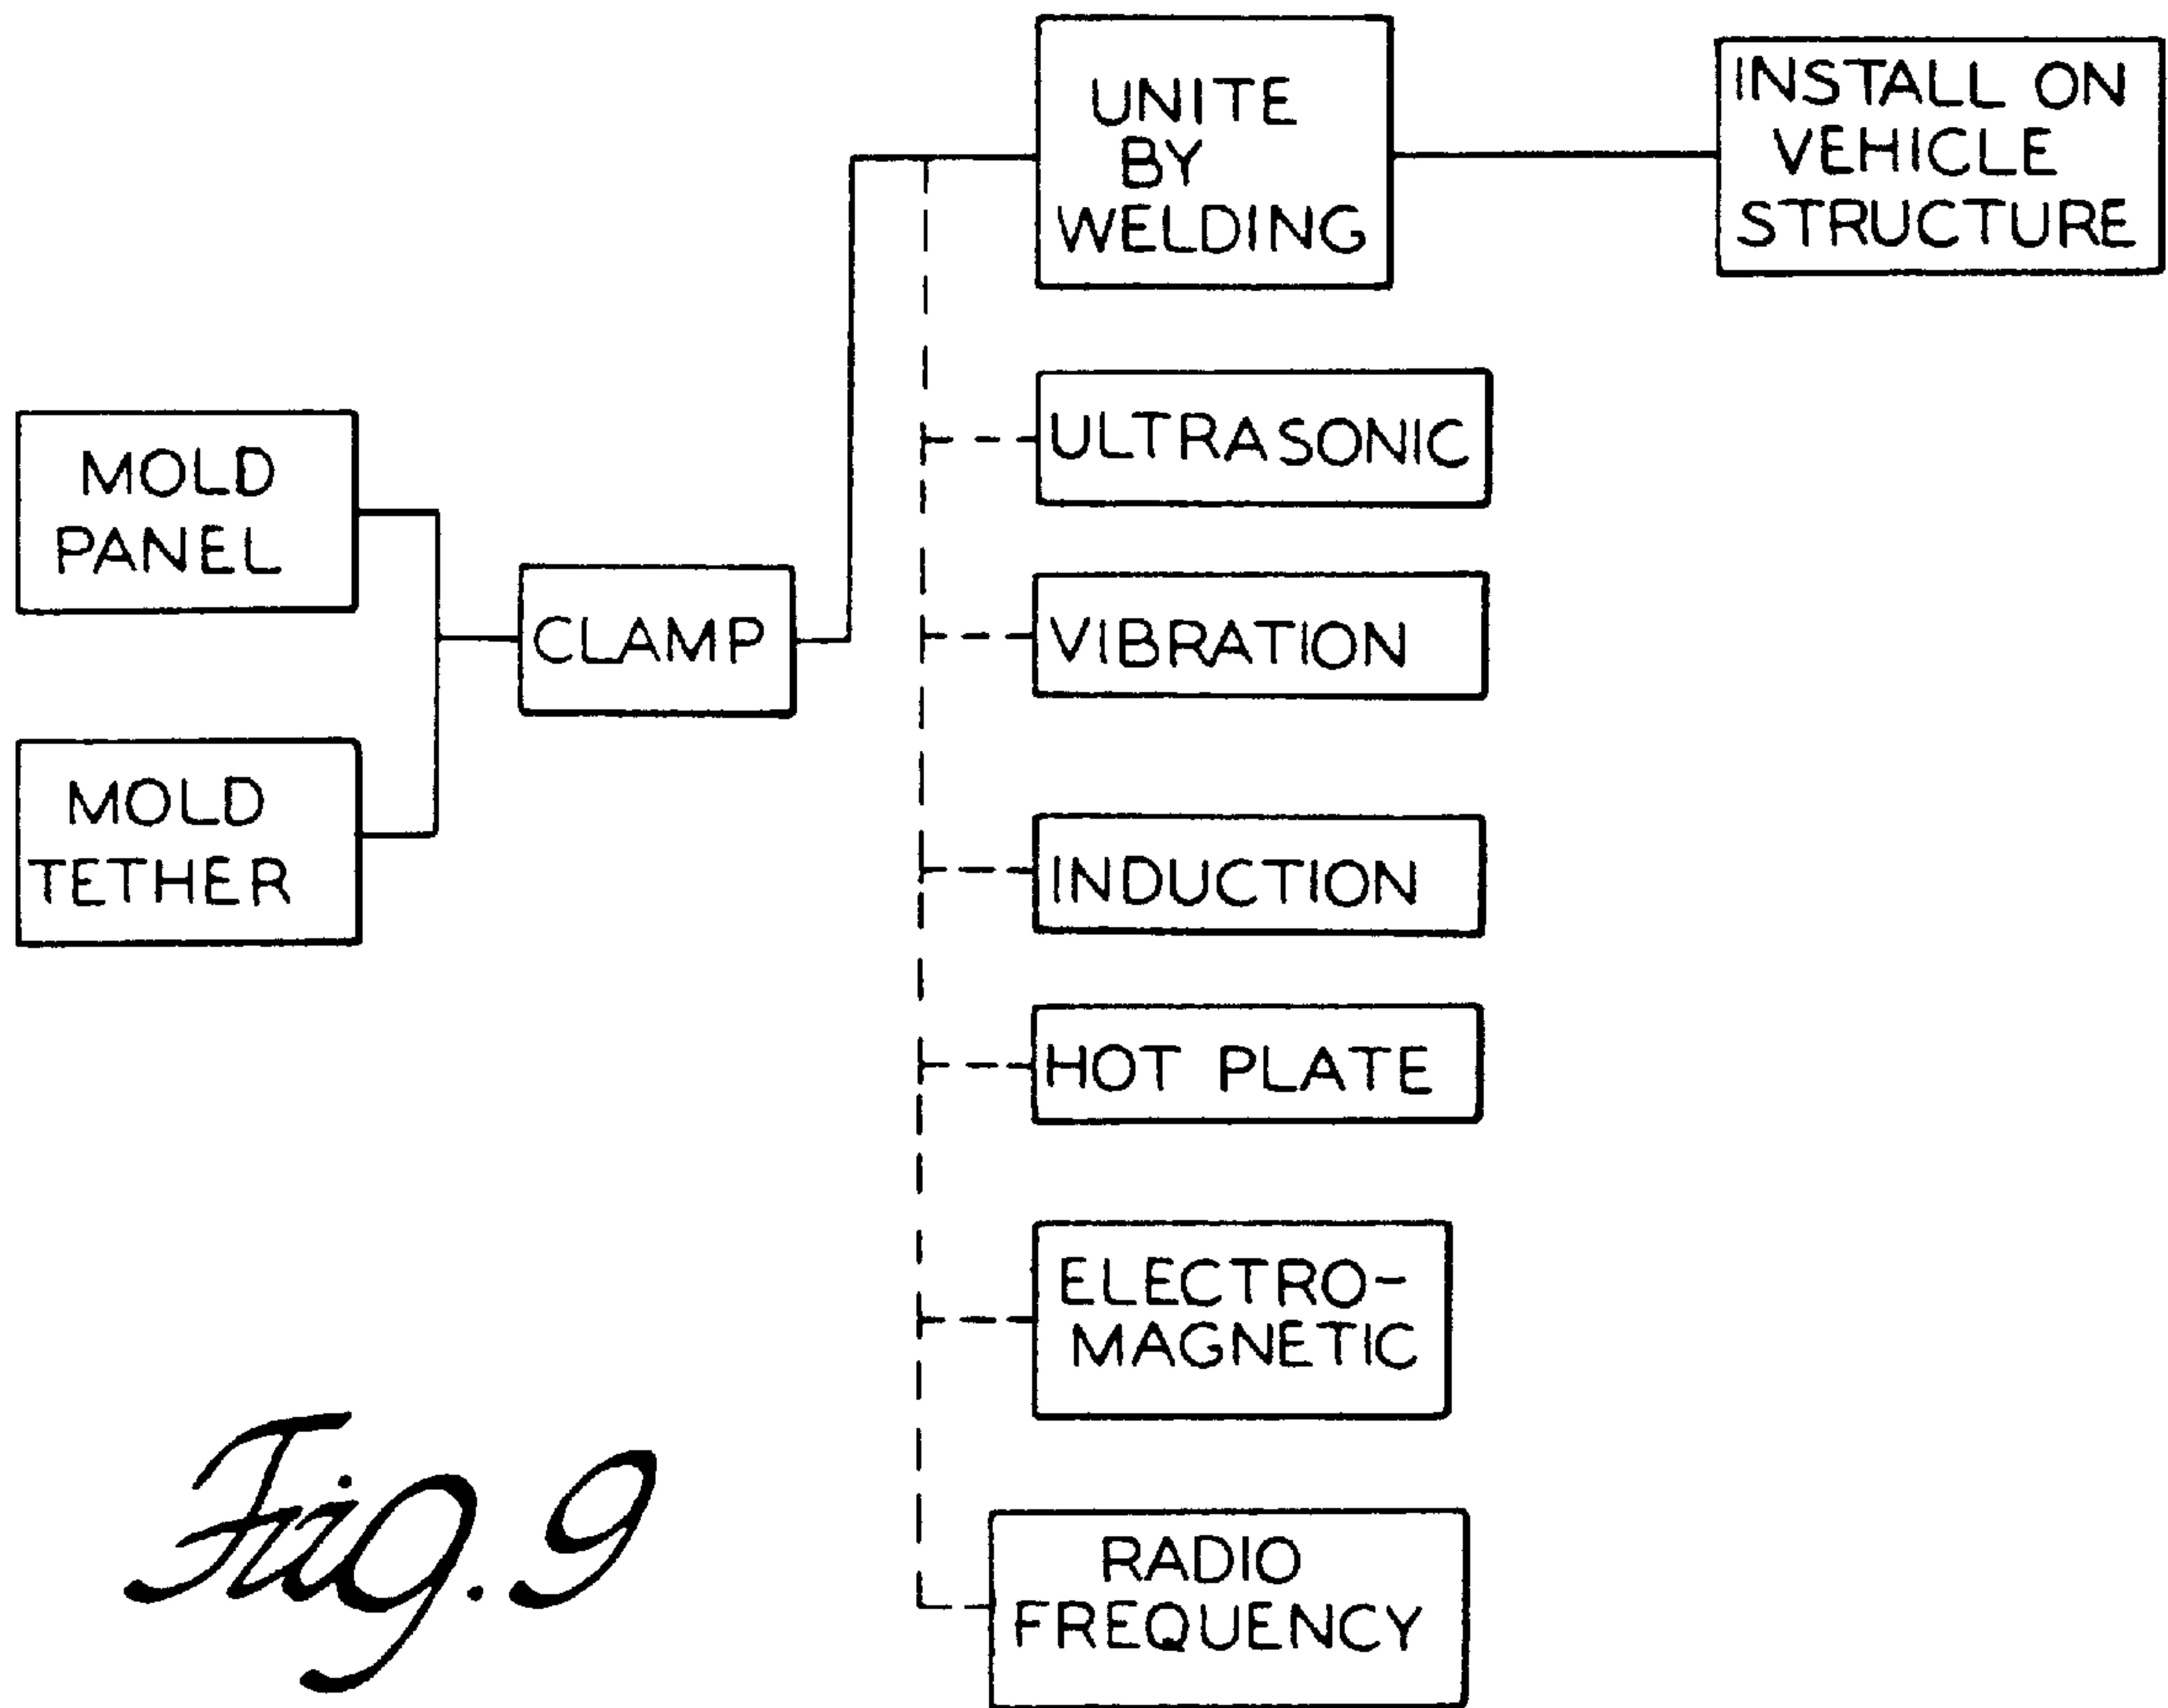 MOLD
PANEL
MOLD
TETHER
CLAMP
UNITE
BY
WELDING
INSTALL ON
VEHICLE
STRUCTURE
ULTRASONIC
VIBRATION
INDUCTION
HOT PLATE
ELECTRO-
MAGNETIC
RADIO
FREQUENCY
Fig. 9